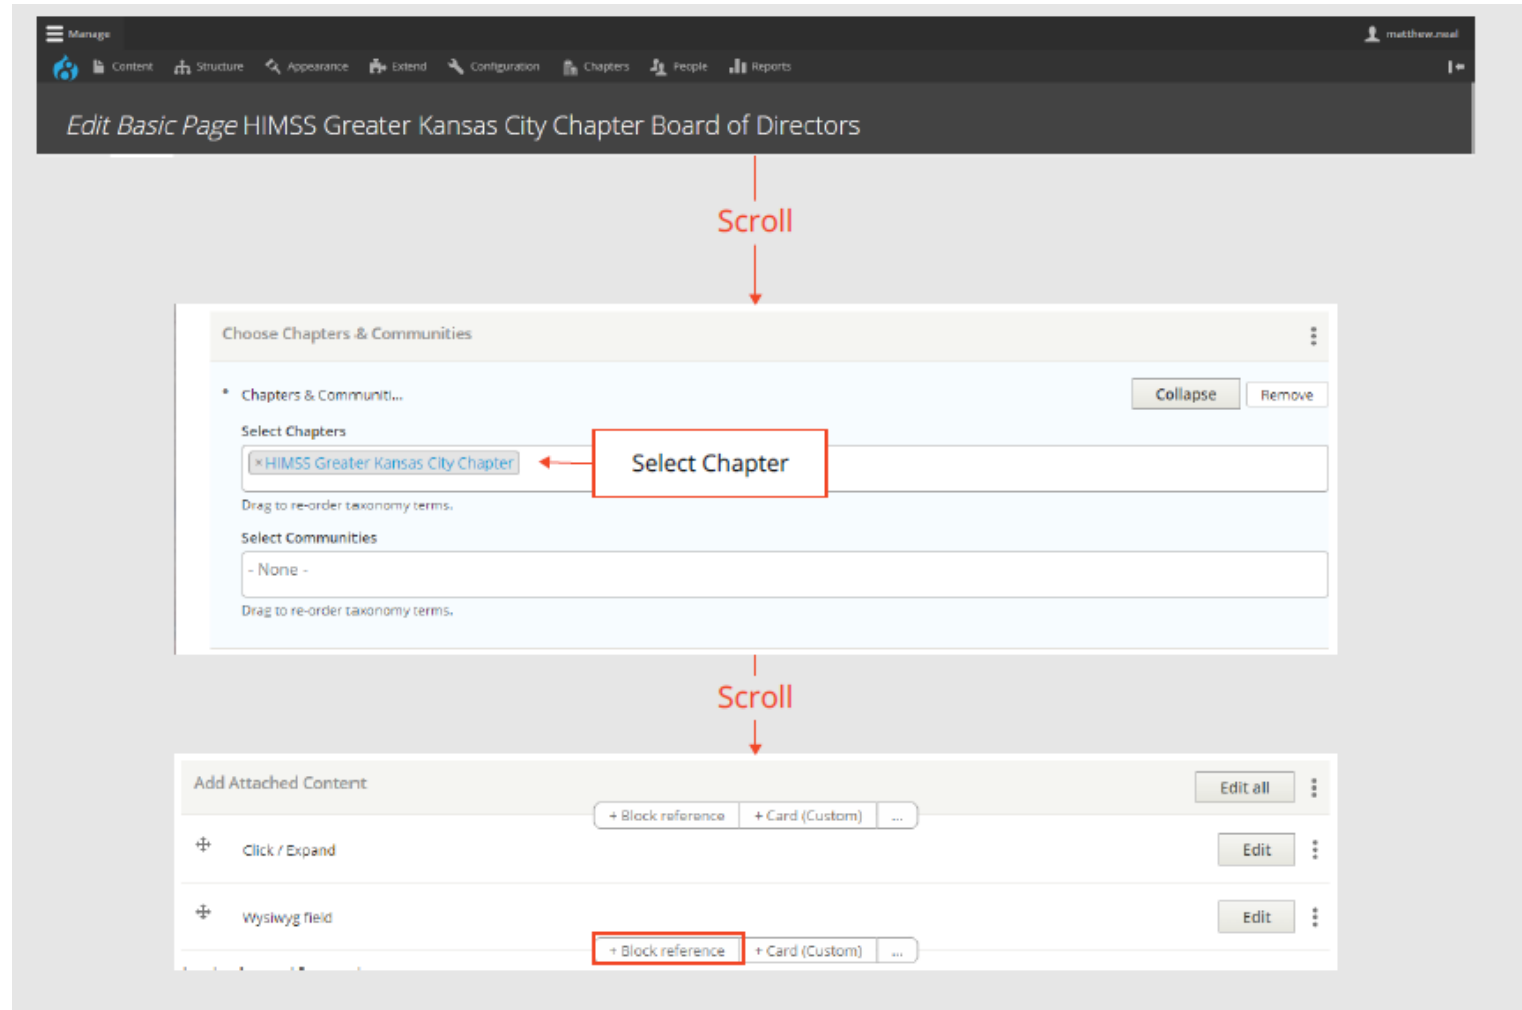 Manage
matthew.neal
Content Structure Appearance Extend Configuration Chapters People Reports
Edit Basic Page HIMSS Greater Kansas City Chapter Board of Directors
Scroll
Choose Chapters & Communities
* Chapters & Communiti...
Collapse Remove
Select Chapters
×HIMSS Greater Kansas City Chapter
Select Chapter
Drag to re-order taxonomy terms.
Select Communities
- None -
Drag to re-order taxonomy terms.
Scroll
Add Attached Content
Edit all
+ Block reference + Card (Custom) ...
Click / Expand
Edit
Wysiwyg field
Edit
+ Block reference + Card (Custom) ...